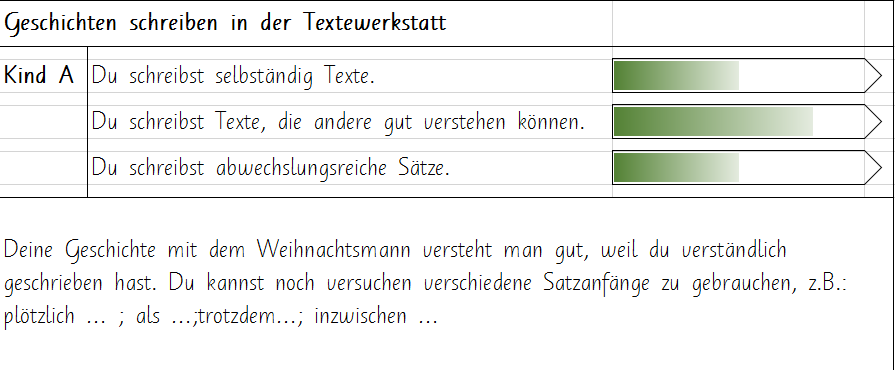 Geschichten schreiben in der Textewerkstatt
Kind A Du schreibst selbständig Texte.
Du schreibst Texte, die andere gut verstehen können.
Du schreibst abwechslungsreiche Sätze.
Deine Geschichte mit dem Weihnachtsmann versteht man gut, weil du verständlich
geschrieben hast. Du kannst noch versuchen verschiedene Satzanfänge zu gebrauchen, z.B.:
plötzlich ... ; als ...;trotzdem...; inzwischen ...